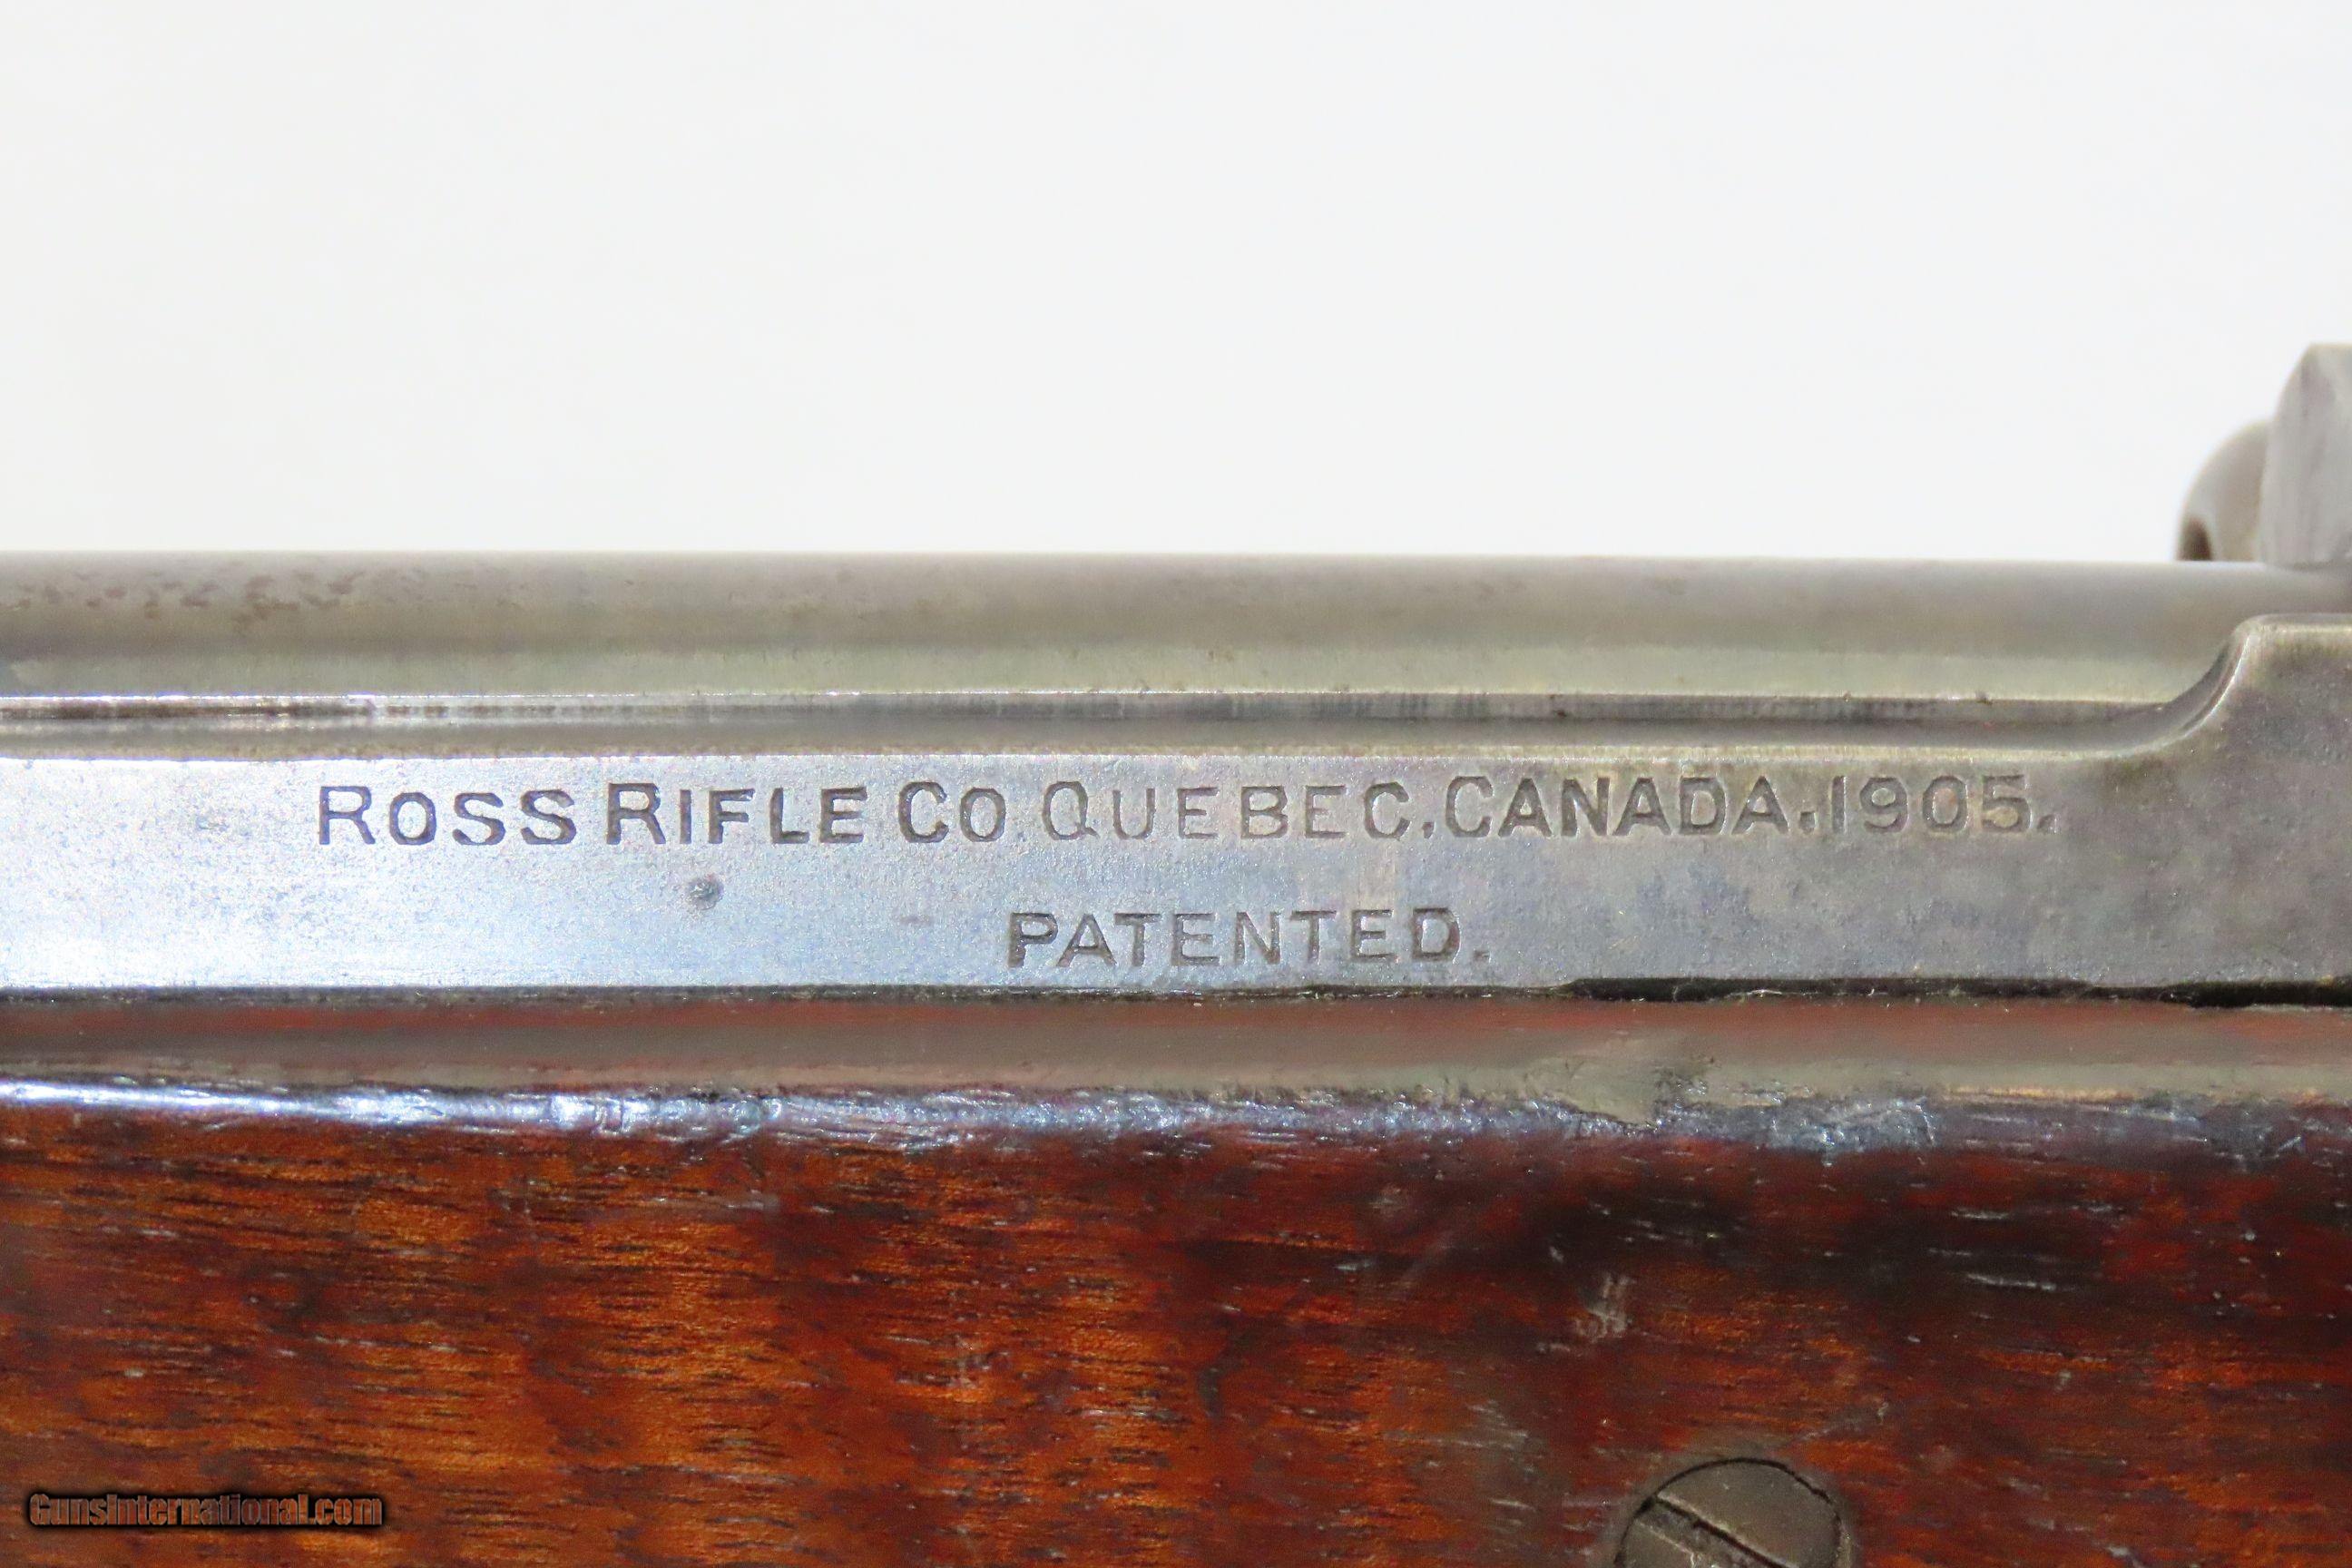 ROSS RIFLE CO. QUEBEC. CANADA. 1905.
PATENTED.
GunsInternational.com